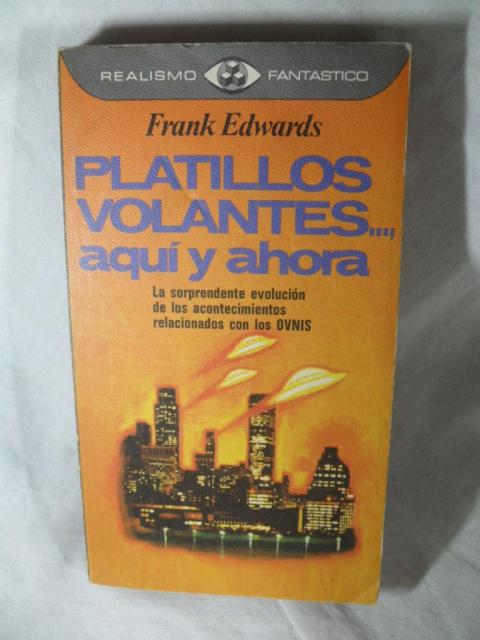 REALISMO FANTASTICO
Frank Edwards
PLATILLOS
VOLANTES...,
aquí y ahora
La sorprendente evolución
de los acontecimientos
relacionados con los OVNIS